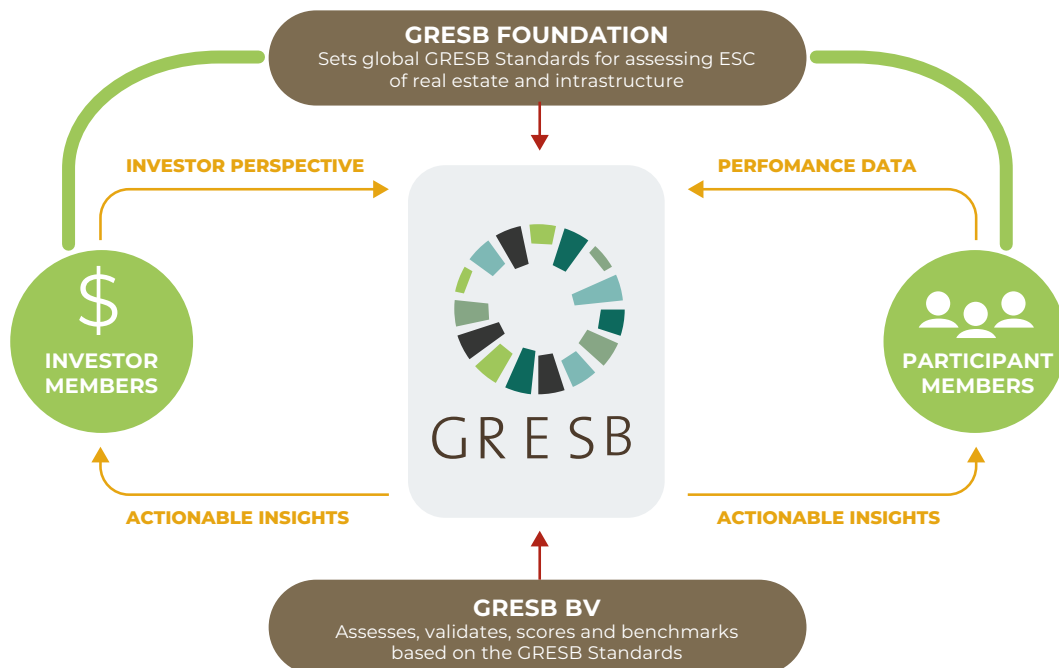 GRESB FOUNDATION
Sets global GRESB Standards for assessing ESC
of real estate and intrastructure
INVESTOR PERSPECTIVE
PERFOMANCE DATA
$
INVESTOR
MEMBERS
PARTICIPANT
MEMBERS
GRESB
ACTIONABLE INSIGHTS
ACTIONABLE INSIGHTS
GRESB BV
Assesses, validates, scores and benchmarks
based on the GRESB Standards